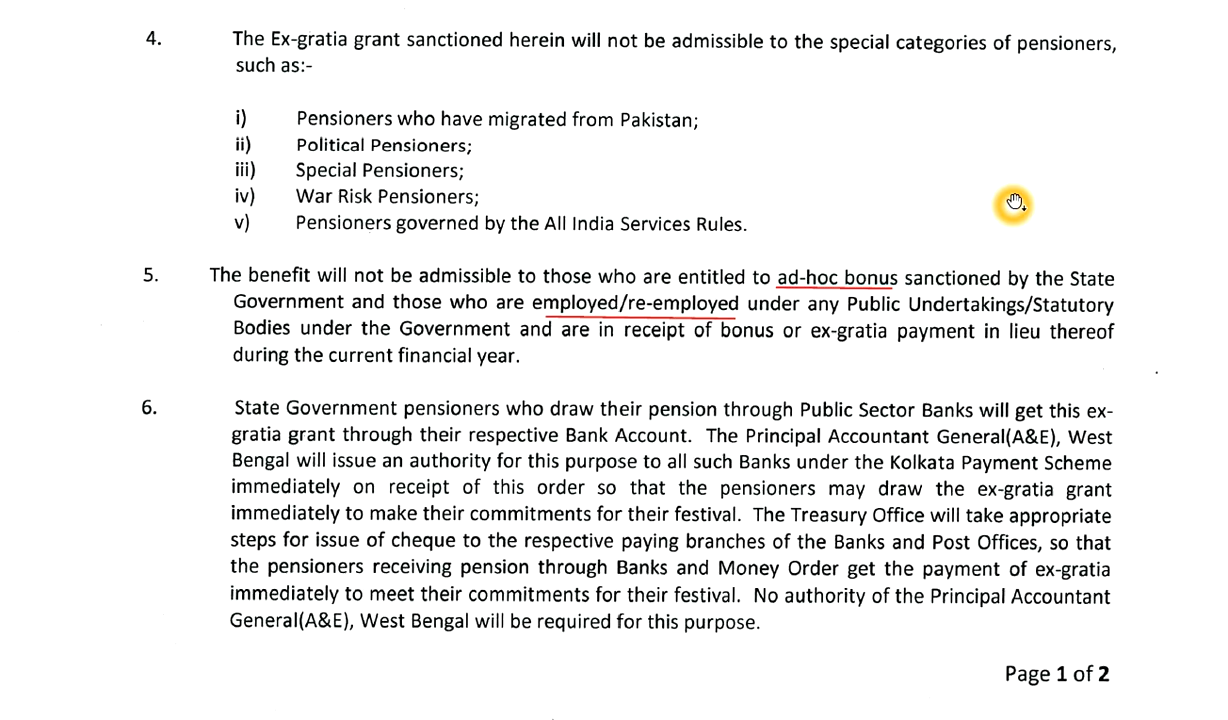 4. The Ex-gratia grant sanctioned herein will not be admissible to the special categories of pensioners,
such as:-
i) Pensioners who have migrated from Pakistan;
ii) Political Pensioners;
iii) Special Pensioners;
iv) War Risk Pensioners;
v) Pensioners governed by the All India Services Rules.
5. The benefit will not be admissible to those who are entitled to ad-hoc bonus sanctioned by the State
Government and those who are employed/re-employed under any Public Undertakings/Statutory
Bodies under the Government and are in receipt of bonus or ex-gratia payment in lieu thereof
during the current financial year.
6. State Government pensioners who draw their pension through Public Sector Banks will get this ex-
gratia grant through their respective Bank Account. The Principal Accountant General(A&E), West
Bengal will issue an authority for this purpose to all such Banks under the Kolkata Payment Scheme
immediately on receipt of this order so that the pensioners may draw the ex-gratia grant
immediately to make their commitments for their festival. The Treasury Office will take appropriate
steps for issue of cheque to the respective paying branches of the Banks and Post Offices, so that
the pensioners receiving pension through Banks and Money Order get the payment of ex-gratia
immediately to meet their commitments for their festival. No authority of the Principal Accountant
General(A&E), West Bengal will be required for this purpose.
Page 1 of 2